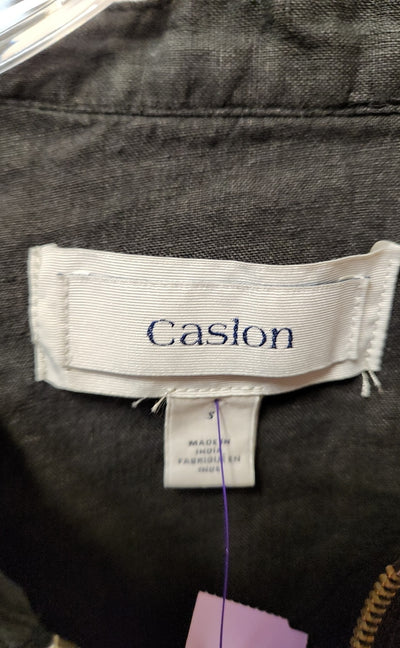 Caslon
S
MADE IN
INDIA
FABRIQUÉ EN
INDE